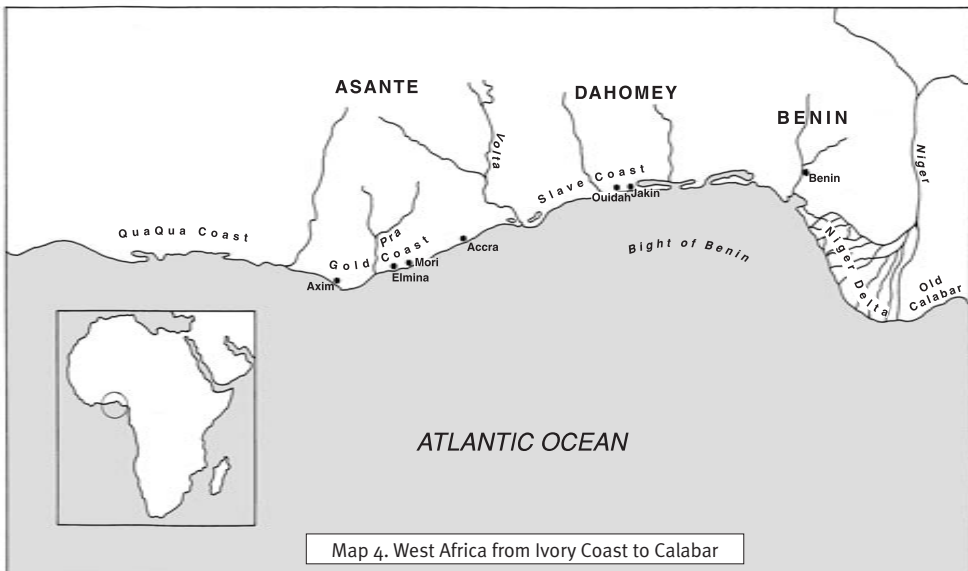 ASANTE
DAHOMEY
BENIN
Volta
Niger
Benin
Slave Coast
Ouidah
Jakin
QuaQua Coast
Pra
Gold Coast
Accra
Mori
Elmina
Axim
Bight of Benin
Niger Delta
Old
Calabar
ATLANTIC OCEAN
Map 4. West Africa from Ivory Coast to Calabar